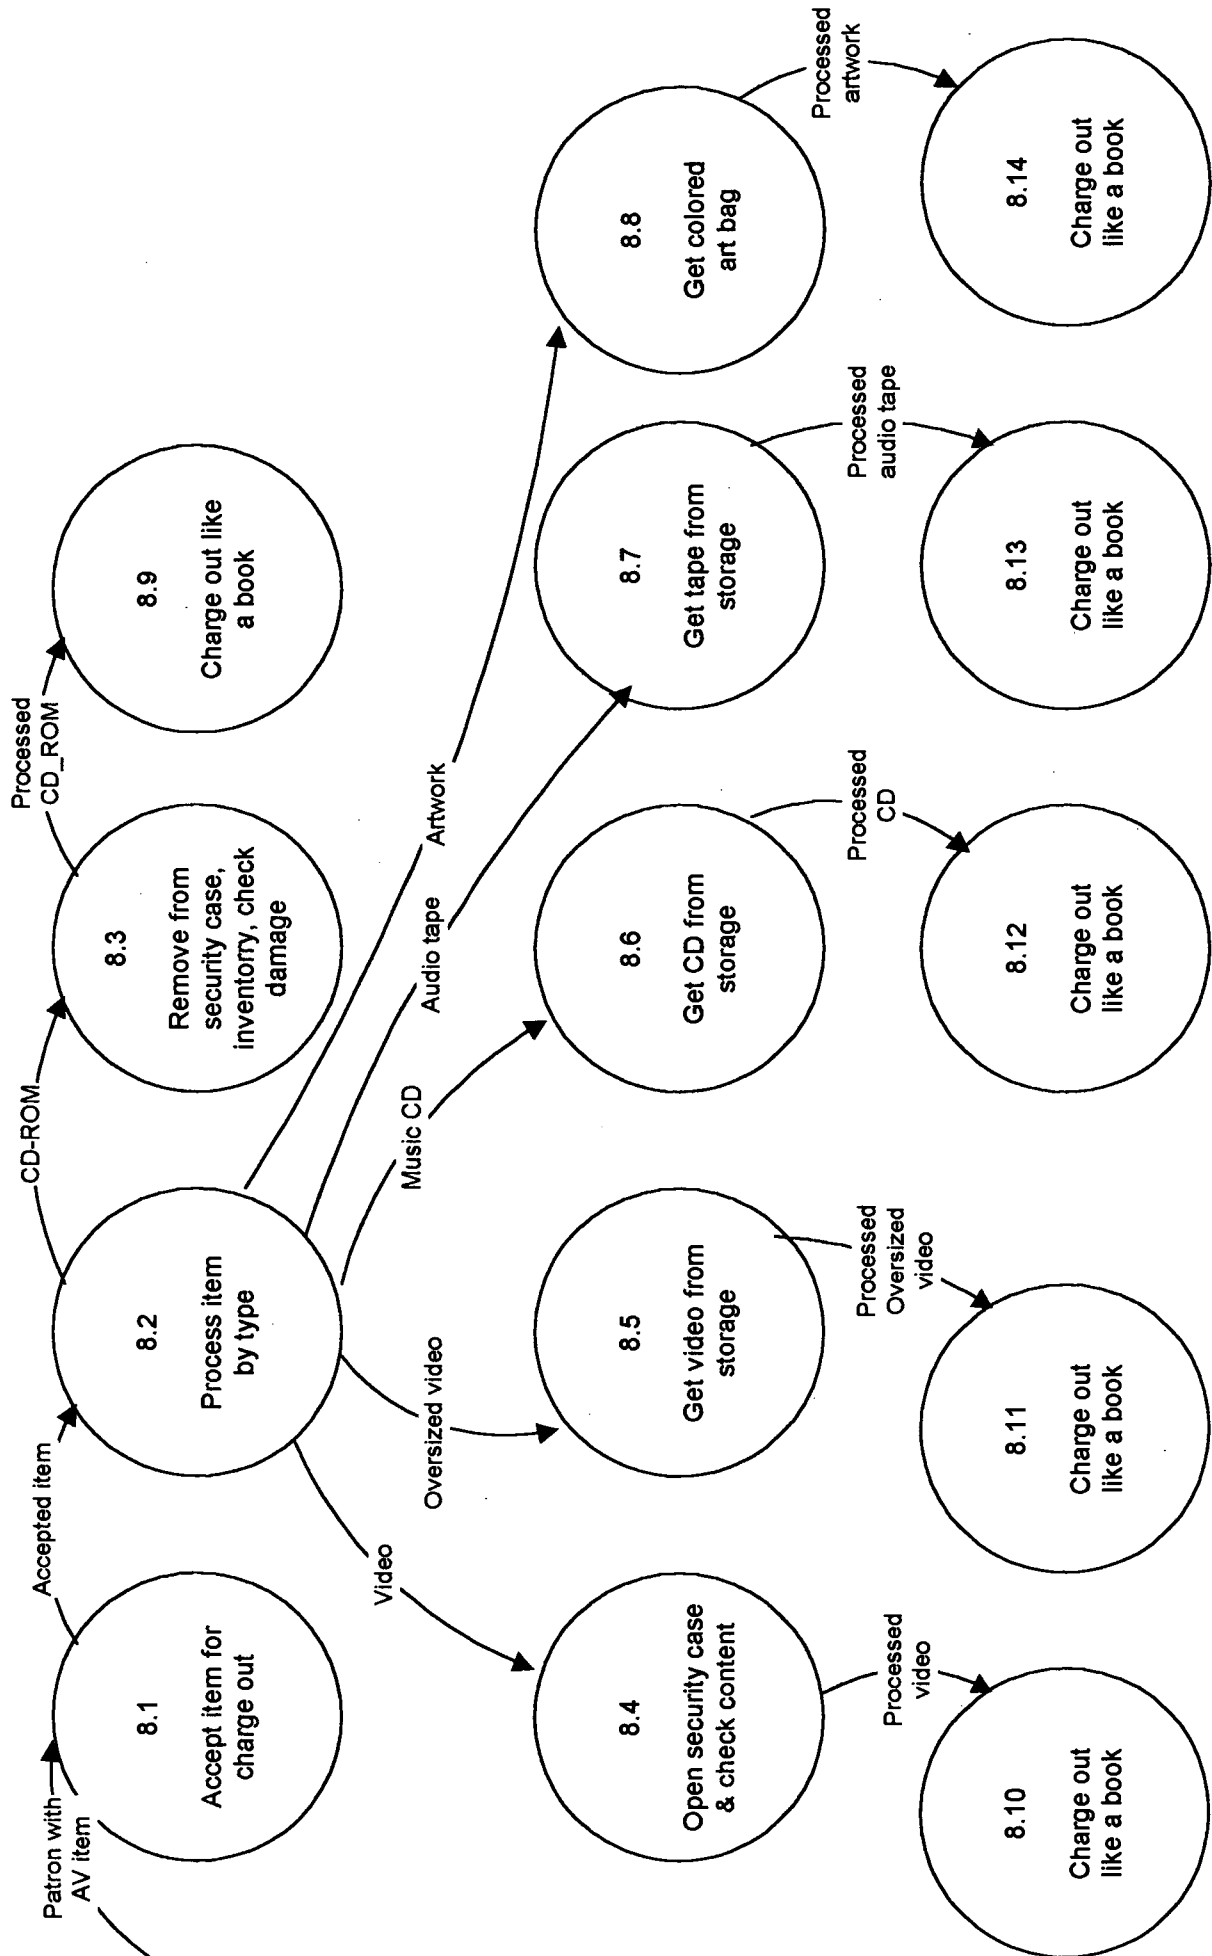 Patron with
AV item
8.1
Accept item for
charge out
Accepted item
8.2
Process item
by type
CD-ROM
8.3
Remove from
security case,
inventorry, check
damage
Processed
CD_ROM
8.9
Charge out like
a book
Video
Oversized video
Music CD
Audio tape
Artwork
8.4
Open security case
& check content
8.5
Get video from
storage
8.6
Get CD from
storage
8.7
Get tape from
storage
8.8
Get colored
art bag
Processed
video
Processed
Oversized
video
Processed
CD
Processed
audio tape
Processed
artwork
8.10
Charge out
like a book
8.11
Charge out
like a book
8.12
Charge out
like a book
8.13
Charge out
like a book
8.14
Charge out
like a book